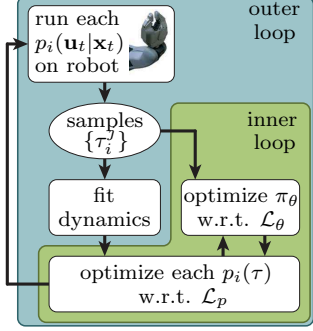 run each
p_i(u_t|x_t)
on robot
outer
loop
samples
{τ_i^j}
inner
loop
fit
dynamics
optimize π_θ
w.r.t. ℒ_θ
optimize each p_i(τ)
w.r.t. ℒ_p